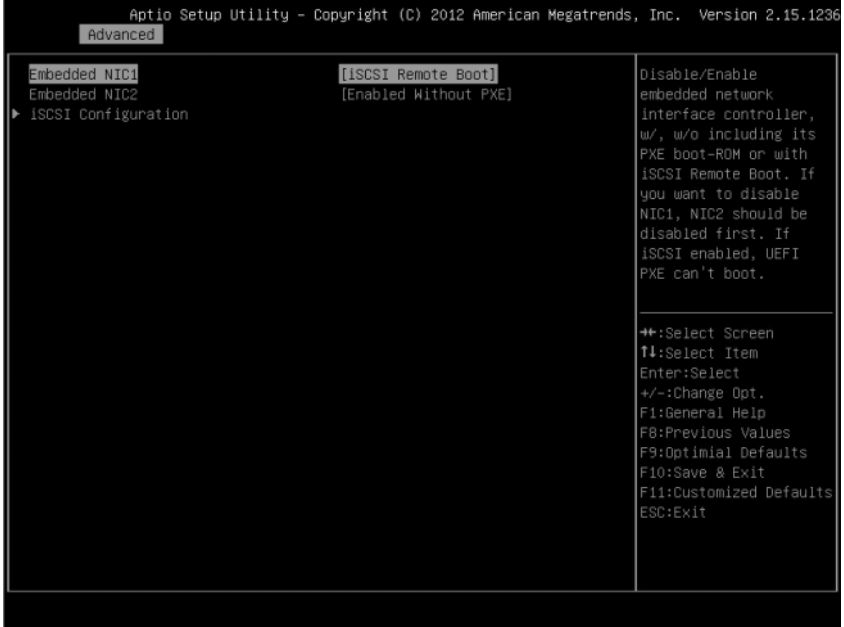 Aptio Setup Utility - Copyright (C) 2012 American Megatrends, Inc. Version 2.15.1236
Advanced
Embedded NIC1 [iSCSI Remote Boot]
Embedded NIC2 [Enabled Without PXE]
iSCSI Configuration
Disable/Enable
embedded network
interface controller,
w/, w/o including its
PXE boot-ROM or with
iSCSI Remote Boot. If
you want to disable
NIC1, NIC2 should be
disabled first. If
iSCSI enabled, UEFI
PXE can't boot.
→←:Select Screen
↑↓:Select Item
Enter:Select
+/-:Change Opt.
F1:General Help
F8:Previous Values
F9:Optimial Defaults
F10:Save & Exit
F11:Customized Defaults
ESC:Exit